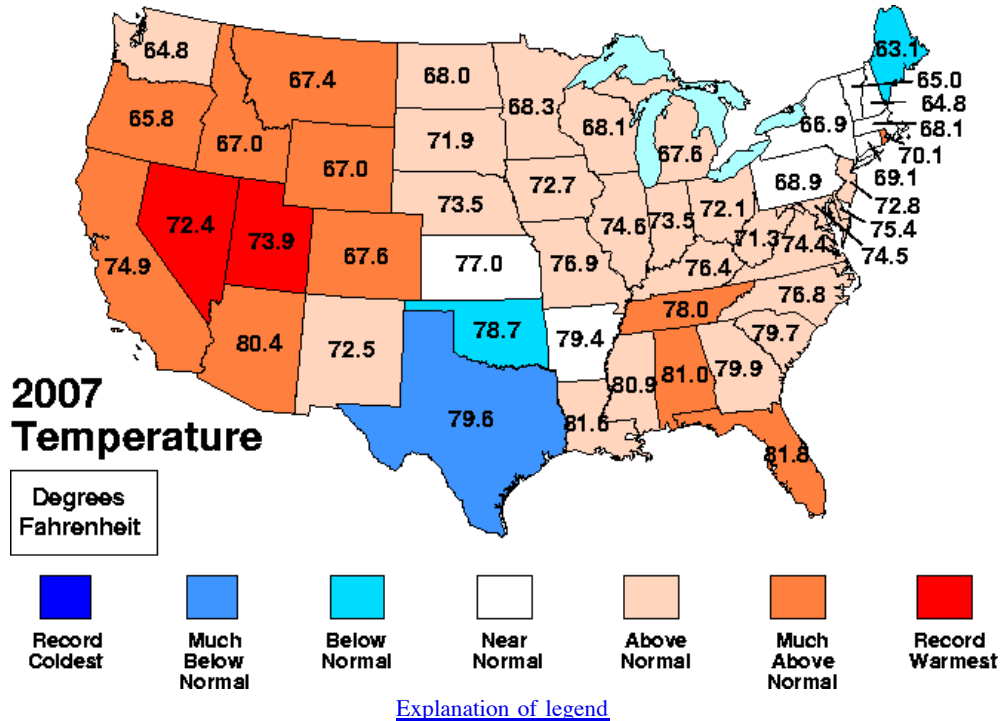 64.8
67.4
68.0
63.1
65.0
68.3
64.8
65.8
68.1
66.9
68.1
67.0
71.9
67.6
70.1
67.0
69.1
72.7
68.9
73.5
72.8
72.4
73.9
74.6
73.5
72.1
75.4
74.9
67.6
77.0
76.9
71.3
74.4
74.5
76.4
76.8
80.4
72.5
78.7
79.4
78.0
79.7
80.9
81.0
79.9
2007
Temperature
79.6
81.6
81.8
Degrees
Fahrenheit
Record
Coldest
Much
Below
Normal
Below
Normal
Near
Normal
Above
Normal
Much
Above
Normal
Record
Warmest
Explanation of legend